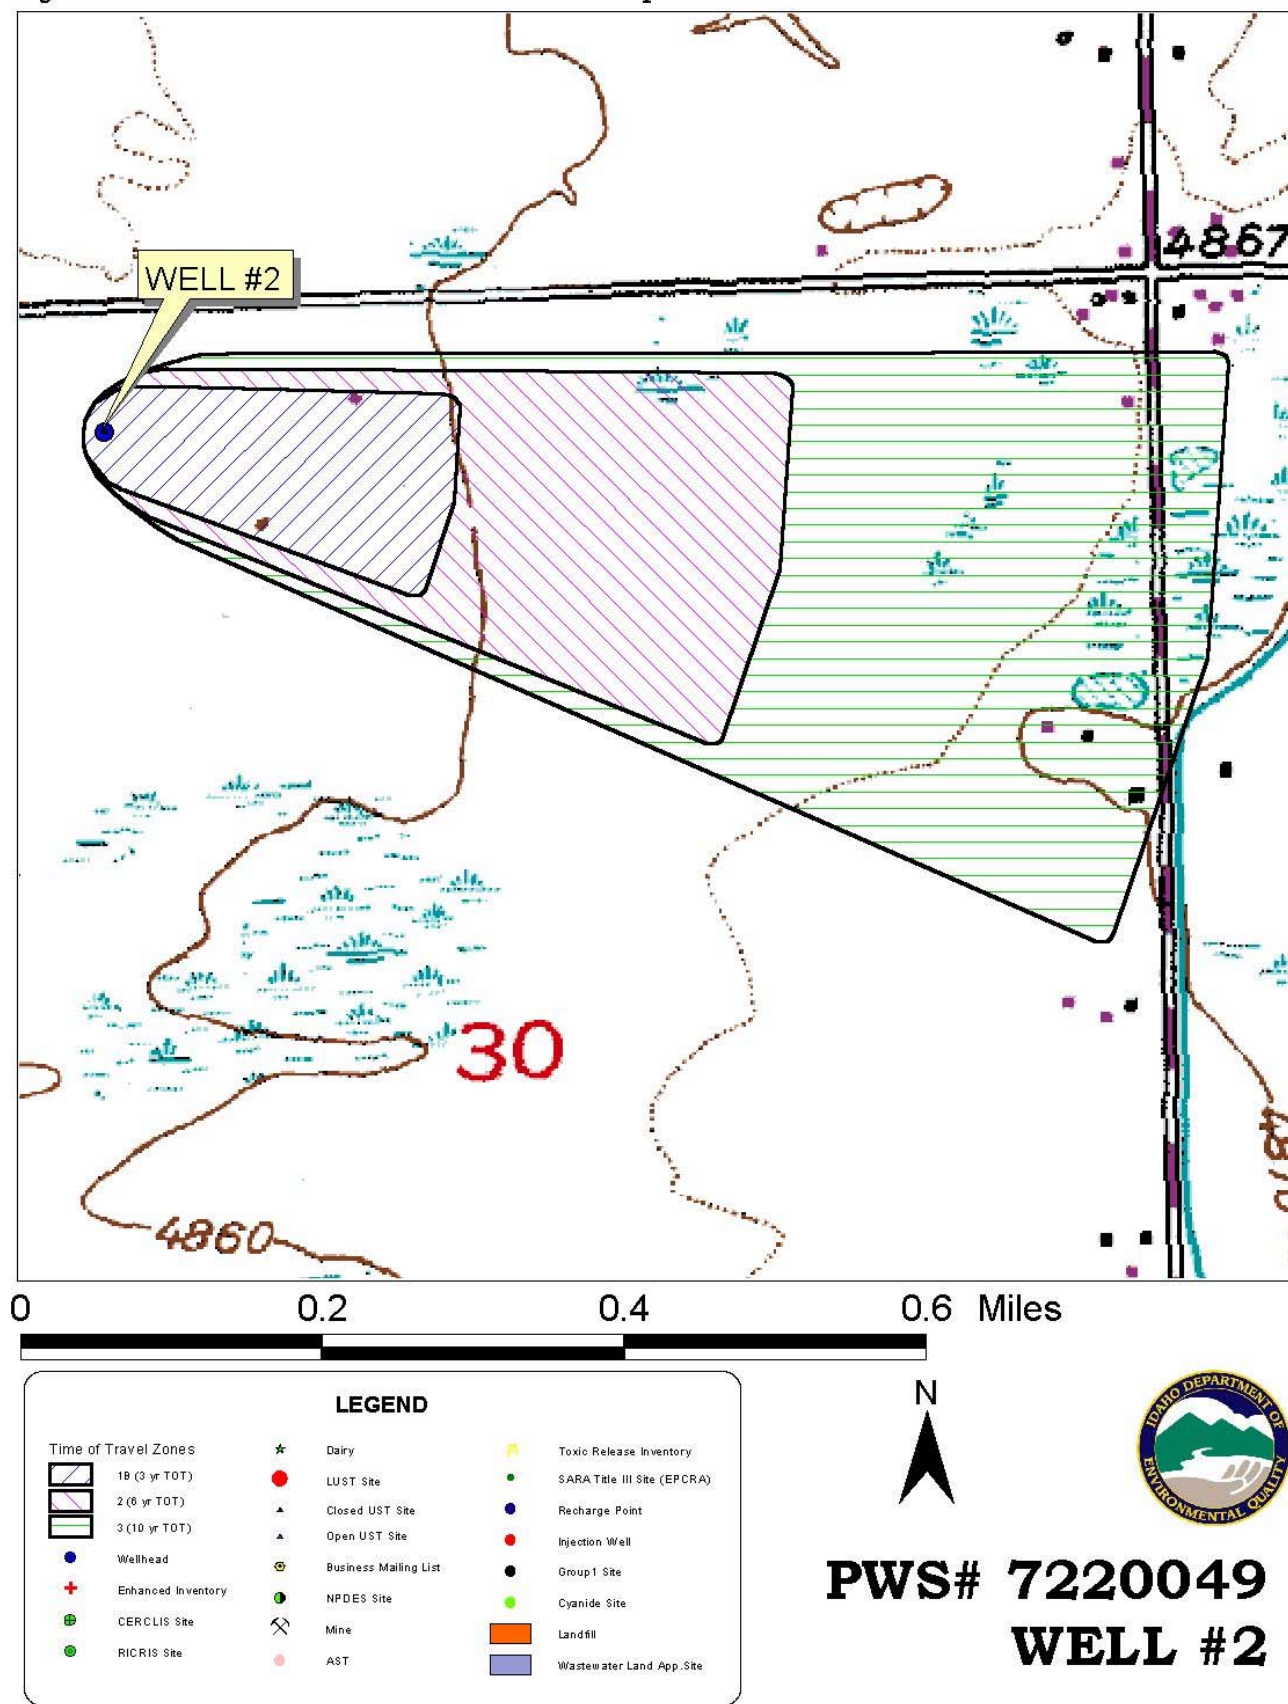 WELL #2
4867
30
4860
0 0.2 0.4 0.6 Miles
LEGEND
Time of Travel Zones
1B (3 yr TOT)
2 (6 yr TOT)
3 (10 yr TOT)
Wellhead
Enhanced Inventory
CERCLIS Site
RICRIS Site
Dairy
LUST Site
Closed UST Site
Open UST Site
Business Mailing List
NPDES Site
Mine
AST
Toxic Release Inventory
SARA Title III Site (EPCRA)
Recharge Point
Injection Well
Group1 Site
Cyanide Site
Landfill
Wastewater Land App.Site
N
IDAHO DEPARTMENT OF
ENVIRONMENTAL QUALITY
PWS# 7220049
WELL #2